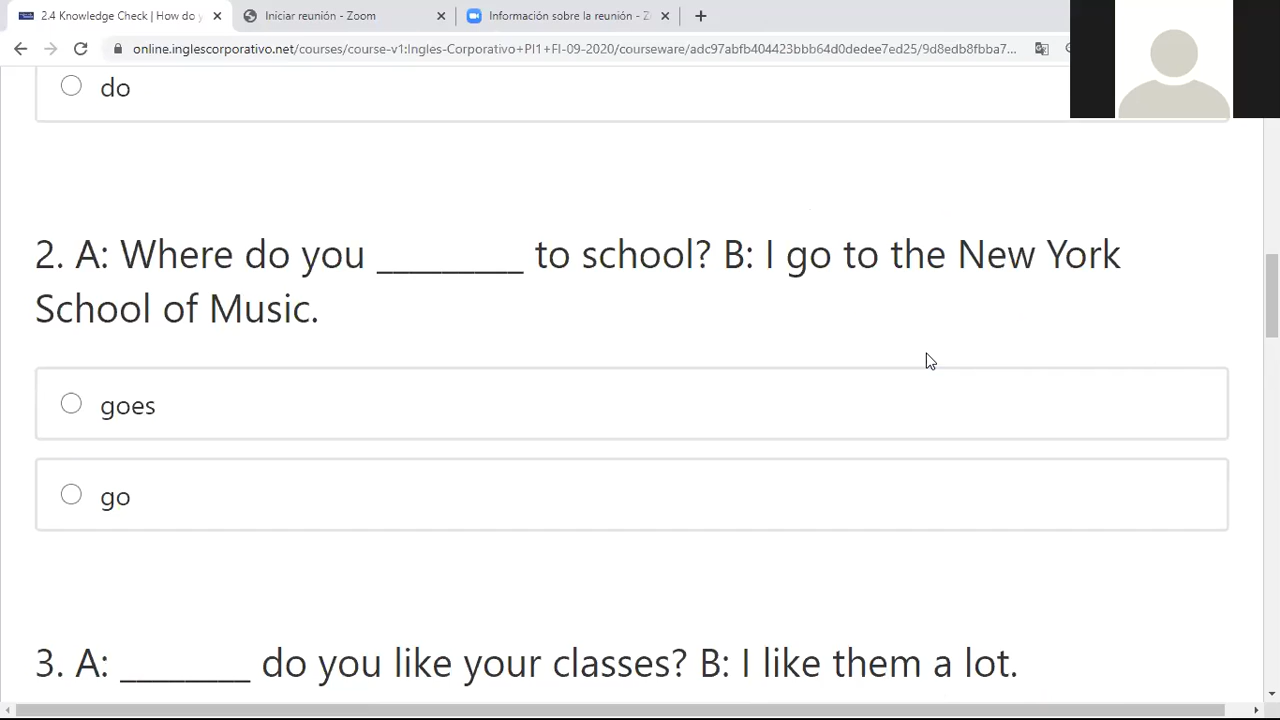 2.4 Knowledge Check | How do y
Iniciar reunión - Zoom
Información sobre la reunión - Z
online.inglescorporativo.net/courses/course-v1:Ingles-Corporativo+PI1+FI-09-2020/courseware/adc97abf0404423bbb64d0dedee7ed25/9d8edb8fbba7...
do
2. A: Where do you _________ to school? B: I go to the New York
School of Music.
goes
go
3. A: ________ do you like your classes? B: I like them a lot.